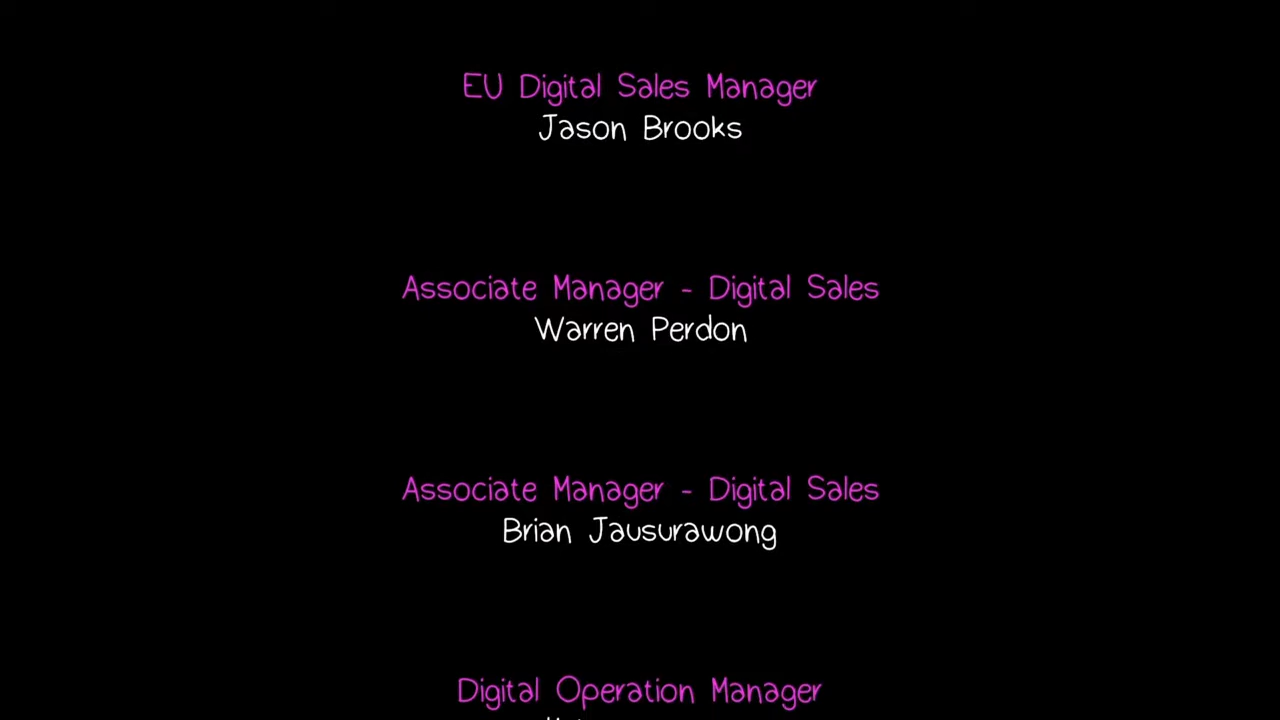 EU Digital Sales Manager
Jason Brooks
Associate Manager - Digital Sales
Warren Perdon
Associate Manager - Digital Sales
Brian Jausurawong
Digital Operation Manager